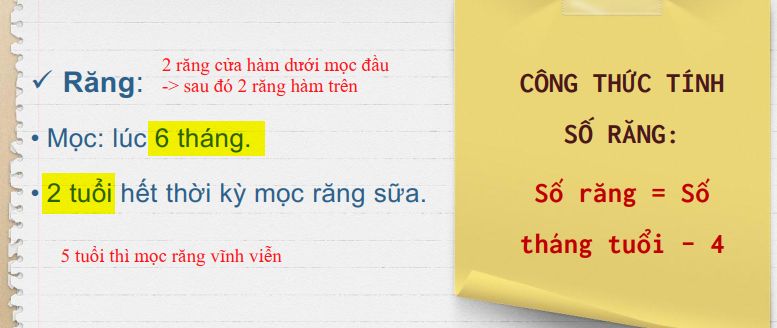 ✓ Răng:
2 răng cửa hàm dưới mọc đầu
-> sau đó 2 răng hàm trên
• Mọc: lúc 6 tháng.
• 2 tuổi hết thời kỳ mọc răng sữa.
5 tuổi thì mọc răng vĩnh viễn
CÔNG THỨC TÍNH
SỐ RĂNG:
Số răng = Số
tháng tuổi - 4